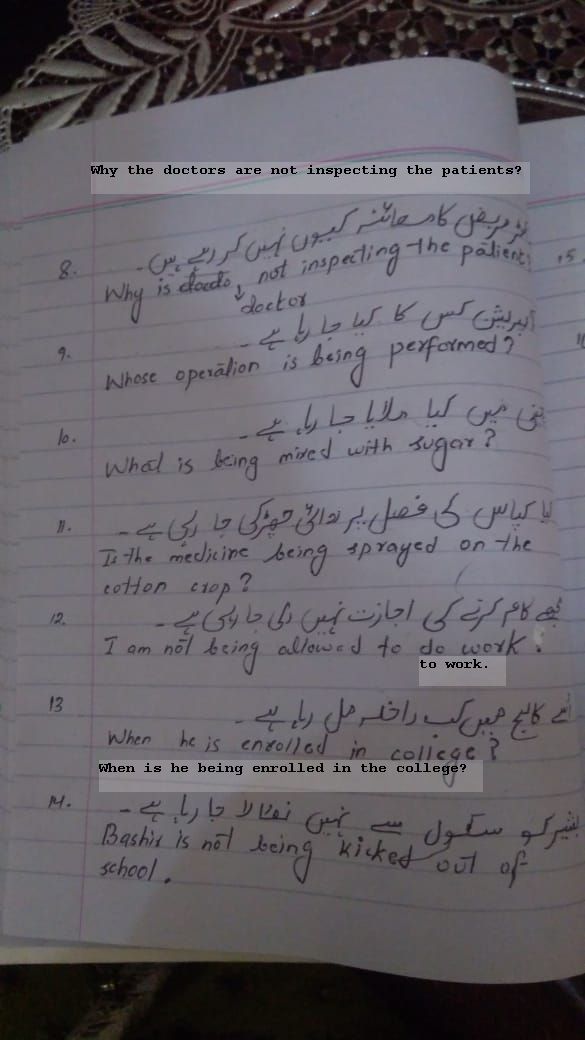 Why the doctors are not inspecting the patients?
8. مریض کا معائنہ کیوں نہیں کر رہے ہیں۔
Why is docto, not inspecting the patient
doctor
9. آپریشن کس کا کیا جا رہا ہے۔
Whose operation is being performed?
10. میں کیا ملایا جا رہا ہے۔
What is being mixed with sugar?
11. کیا کپاس کی فصل پر دوائی چھڑکی جا رہی ہے۔
Is the medicine being sprayed on the
cotton crop?
12. مجھے کام کرنے کی اجازت نہیں دی جا رہی ہے۔
I am not being allowed to do work.
to work.
13 اسے کالج میں کب داخلہ مل رہا ہے۔
When he is enrolled in college?
When is he being enrolled in the college?
14. بشیر کو سکول سے نہیں نکالا جا رہا ہے۔
Bashir is not being kicked out of
school.